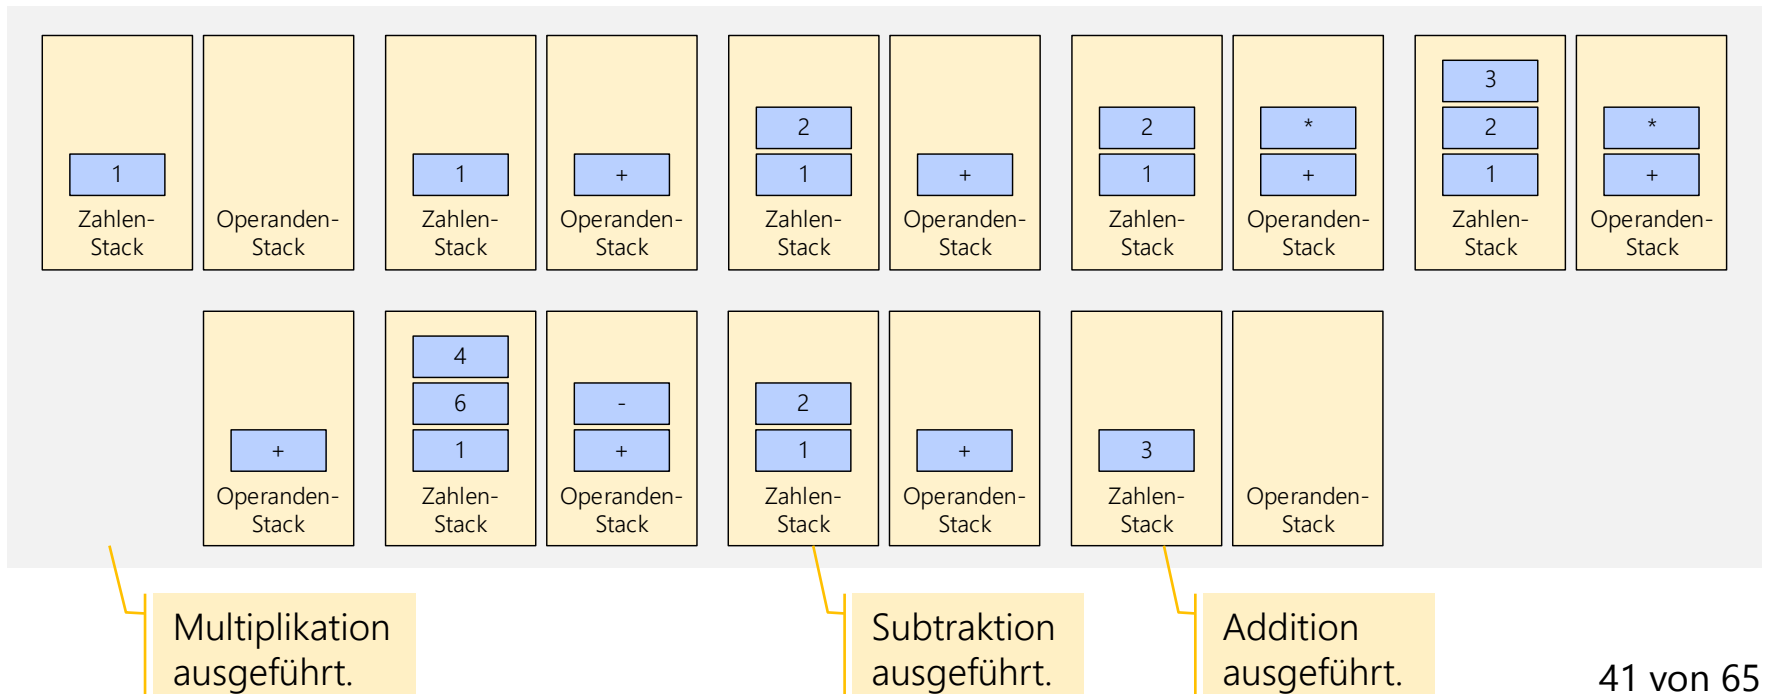 1
Zahlen-
Stack
Operanden-
Stack
1
Zahlen-
Stack
+
Operanden-
Stack
2
1
Zahlen-
Stack
+
Operanden-
Stack
2
1
Zahlen-
Stack
*
+
Operanden-
Stack
3
2
1
Zahlen-
Stack
*
+
Operanden-
Stack
+
Operanden-
Stack
4
6
1
Zahlen-
Stack
-
+
Operanden-
Stack
2
1
Zahlen-
Stack
+
Operanden-
Stack
3
Zahlen-
Stack
Operanden-
Stack
Multiplikation
ausgeführt.
Subtraktion
ausgeführt.
Addition
ausgeführt.
41 von 65